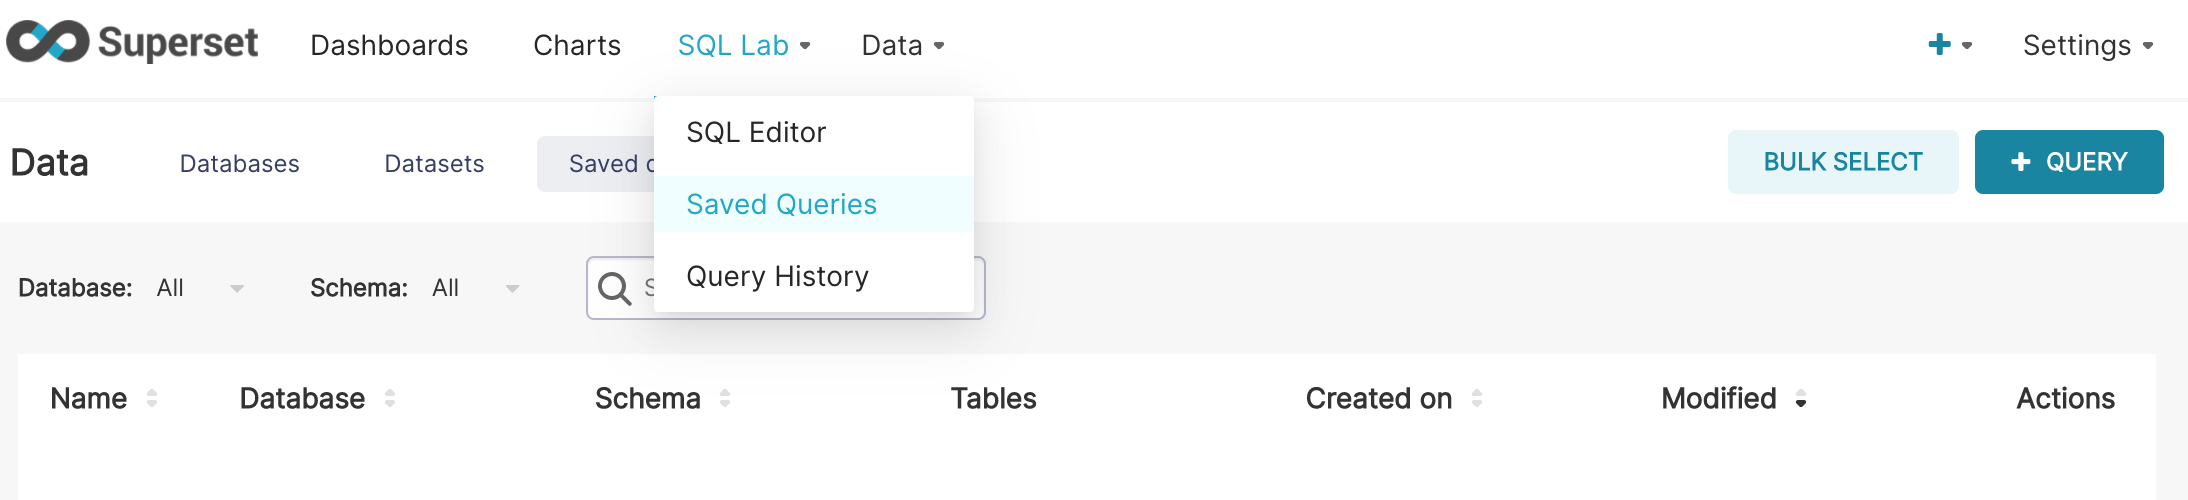 Superset Dashboards Charts SQL Lab Data Settings
SQL Editor
Saved Queries
Query History
Data Databases Datasets Saved BULK SELECT + QUERY
Database: All Schema: All
Name Database Schema Tables Created on Modified Actions